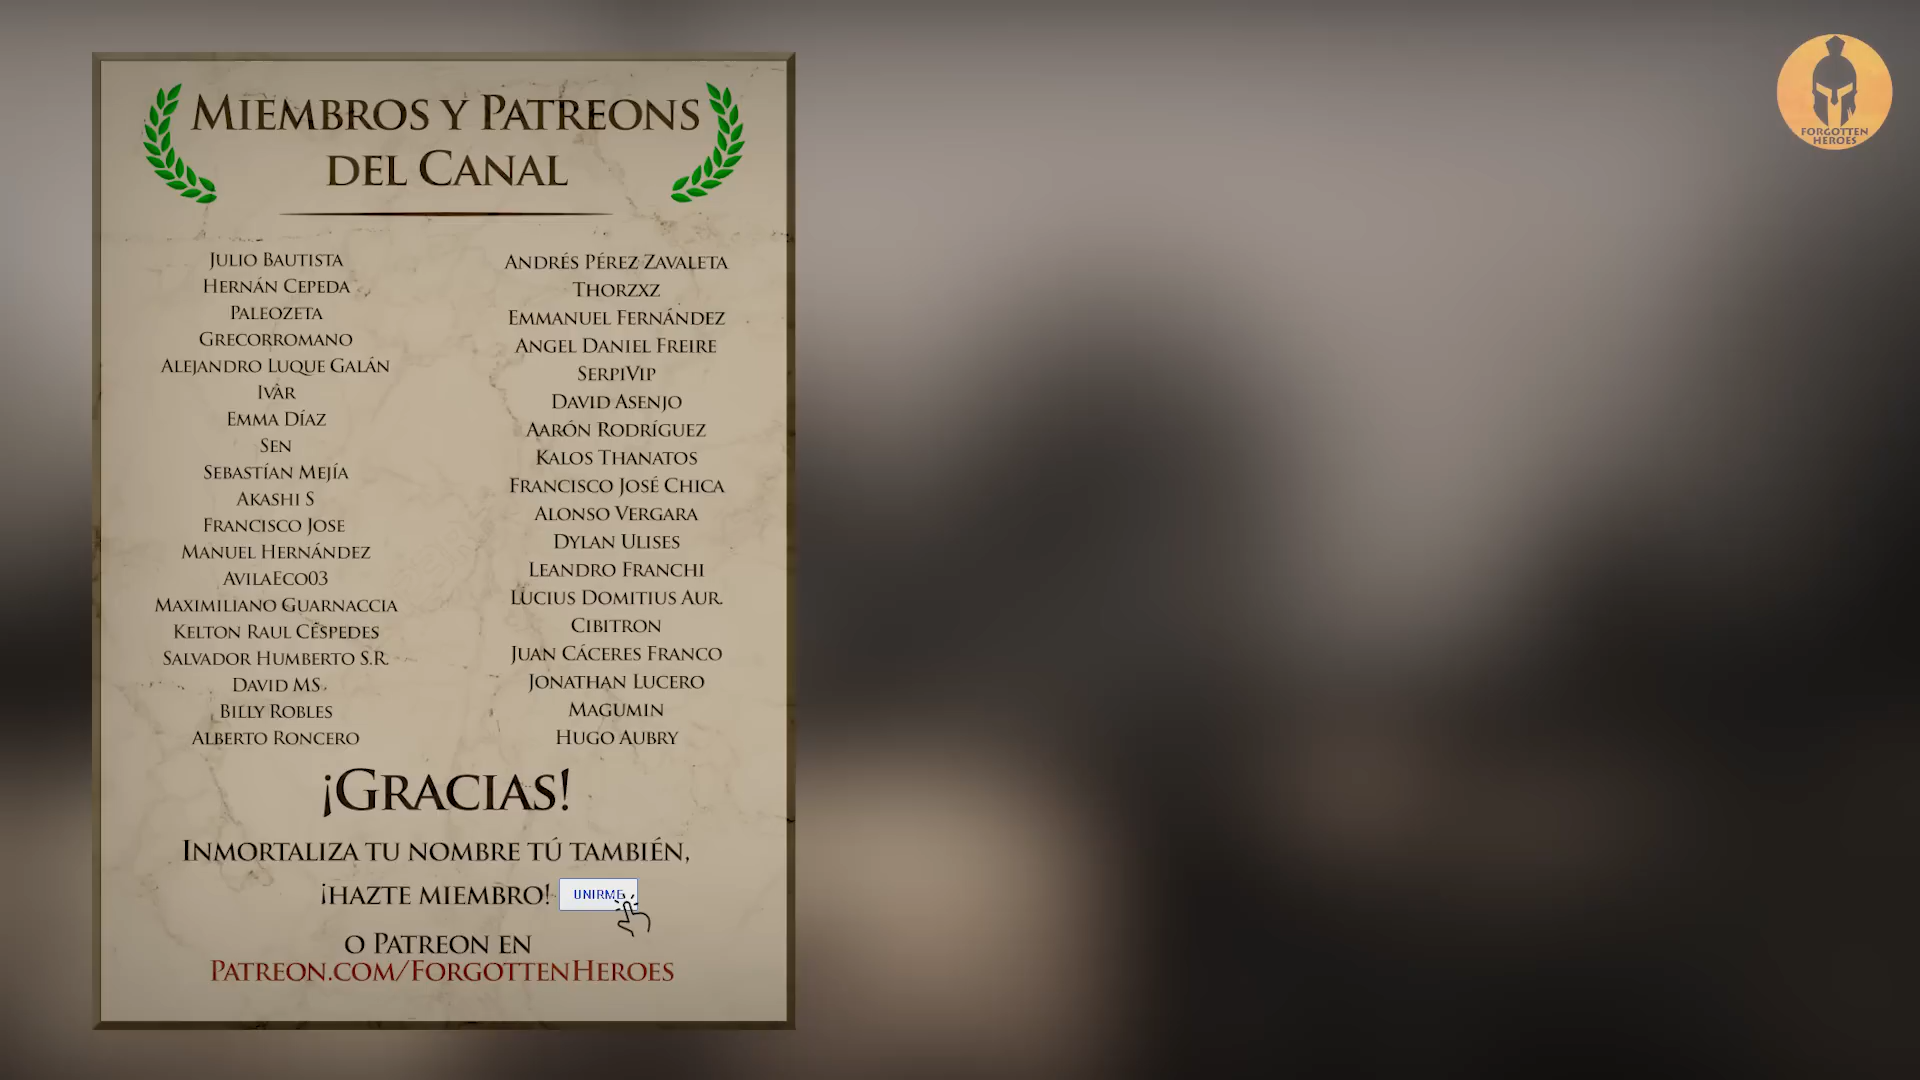 Miembros y Patreons
del Canal
Julio Bautista
Hernán Cepeda
Paleozeta
Grecorromano
Alejandro Luque Galán
Ivàr
Emma Díaz
Sen
Sebastían Mejía
Akashi S
Francisco Jose
Manuel Hernández
AvilaEco03
Maximiliano Guarnaccia
Kelton Raul Céspedes
Salvador Humberto S.R.
David MS
Billy Robles
Alberto Roncero
Andrés Pérez Zavaleta
Thorzxz
Emmanuel Fernández
Angel Daniel Freire
SerpiVip
David Asenjo
Aarón Rodríguez
Kalos Thanatos
Francisco José Chica
Alonso Vergara
Dylan Ulises
Leandro Franchi
Lucius Domitius Aur.
Cibitron
Juan Cáceres Franco
Jonathan Lucero
Magumin
Hugo Aubry
¡Gracias!
Inmortaliza tu nombre tú también,
¡hazte miembro! UNIRME
o Patreon en
Patreon.com/ForgottenHeroes
FORGOTTEN
HEROES